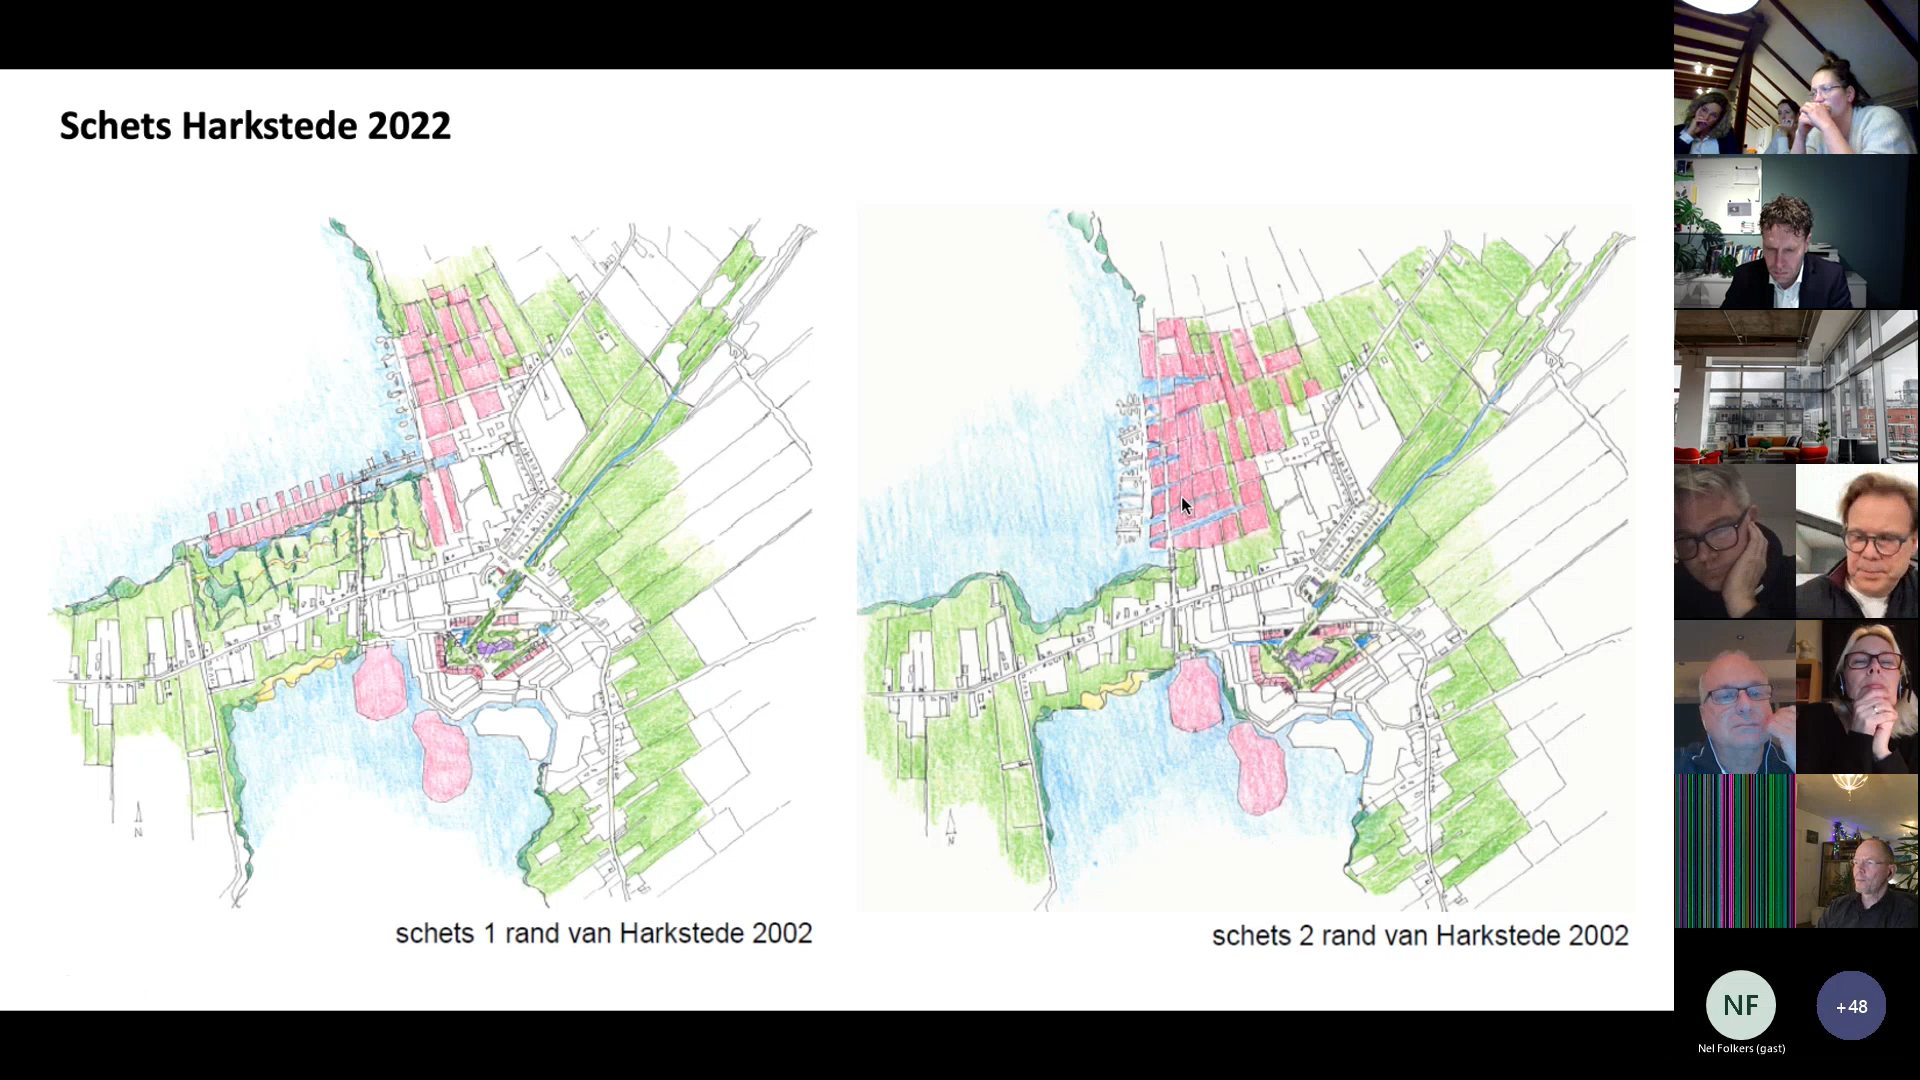 Schets Harkstede 2022
N
schets 1 rand van Harkstede 2002
N
schets 2 rand van Harkstede 2002
NF
Nel Folkers (gast)
+48